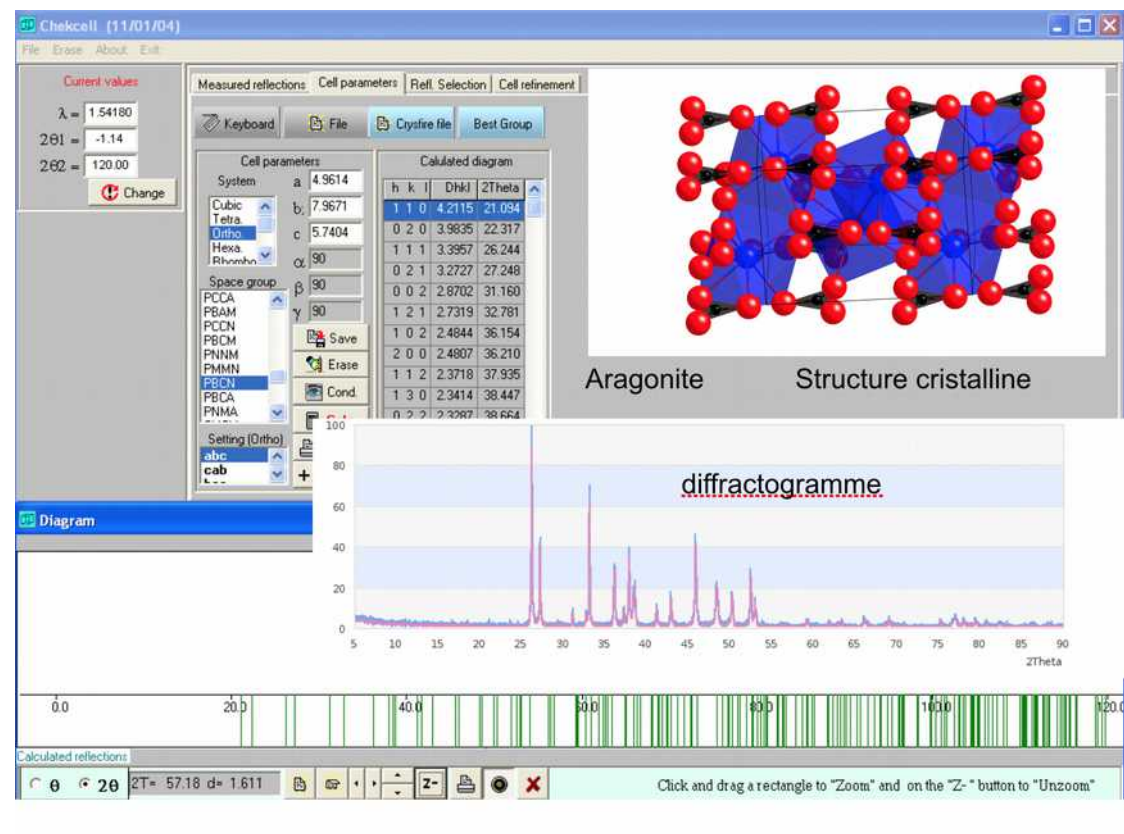 Chekcell (11/01/04)
File Erase About Exit
Current values
λ = 1.54180
2θ1 = -1.14
2θ2 = 120.00
Change
Measured reflections Cell parameters Refl. Selection Cell refinement
Keyboard File Crysfire file Best Group
Cell parameters
System
Cubic
Tetra.
Ortho.
Hexa.
Rhombo
a 4.9614
b; 7.9671
c 5.7404
α 90
β 90
γ 90
Space group
PCCA
PBAM
PCCN
PBCM
PNNM
PMMN
PBCN
PBCA
PNMA
Save
Erase
Cond.
Setting (Ortho)
abc
cab
+
Calulated diagram
h k l Dhkl 2Theta
1 1 0 4.2115 21.094
0 2 0 3.9835 22.317
1 1 1 3.3957 26.244
0 2 1 3.2727 27.248
0 0 2 2.8702 31.160
1 2 1 2.7319 32.781
1 0 2 2.4844 36.154
2 0 0 2.4807 36.210
1 1 2 2.3718 37.935
1 3 0 2.3414 38.447
0 2 2 2.3287 38.664
Aragonite Structure cristalline
diffractogramme
100
80
60
40
20
0
5 10 15 20 25 30 35 40 45 50 55 60 65 70 75 80 85 90
2Theta
Diagram
0.0 20.0 40.0 60.0 80.0 100.0 120.0
Calculated reflections
θ 2θ 2T= 57.18 d= 1.611 Z- Click and drag a rectangle to "Zoom" and on the "Z- " button to "Unzoom"